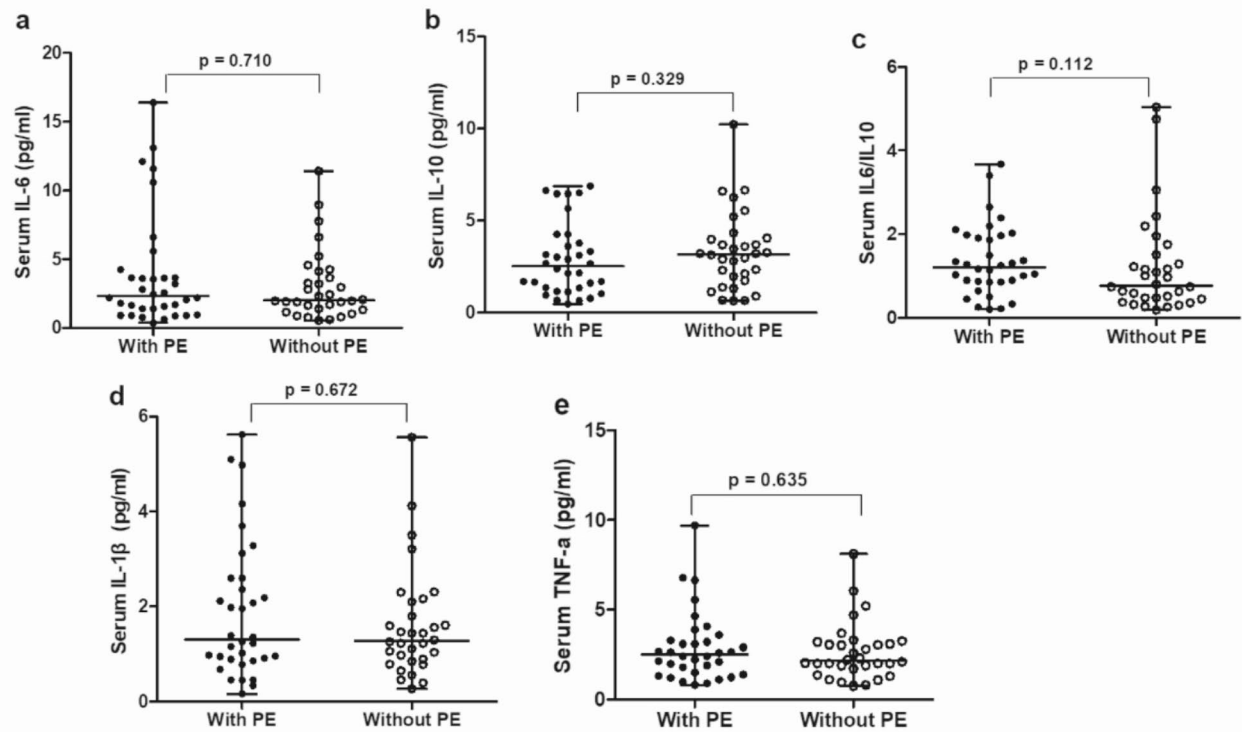 a
p = 0.710
Serum IL-6 (pg/ml)
20
15
10
5
0
With PE
Without PE
b
p = 0.329
Serum IL-10 (pg/ml)
15
10
5
0
With PE
Without PE
c
p = 0.112
Serum IL6/IL10
6
4
2
0
With PE
Without PE
d
p = 0.672
Serum IL-1β (pg/ml)
6
4
2
0
With PE
Without PE
e
p = 0.635
Serum TNF-a (pg/ml)
15
10
5
0
With PE
Without PE